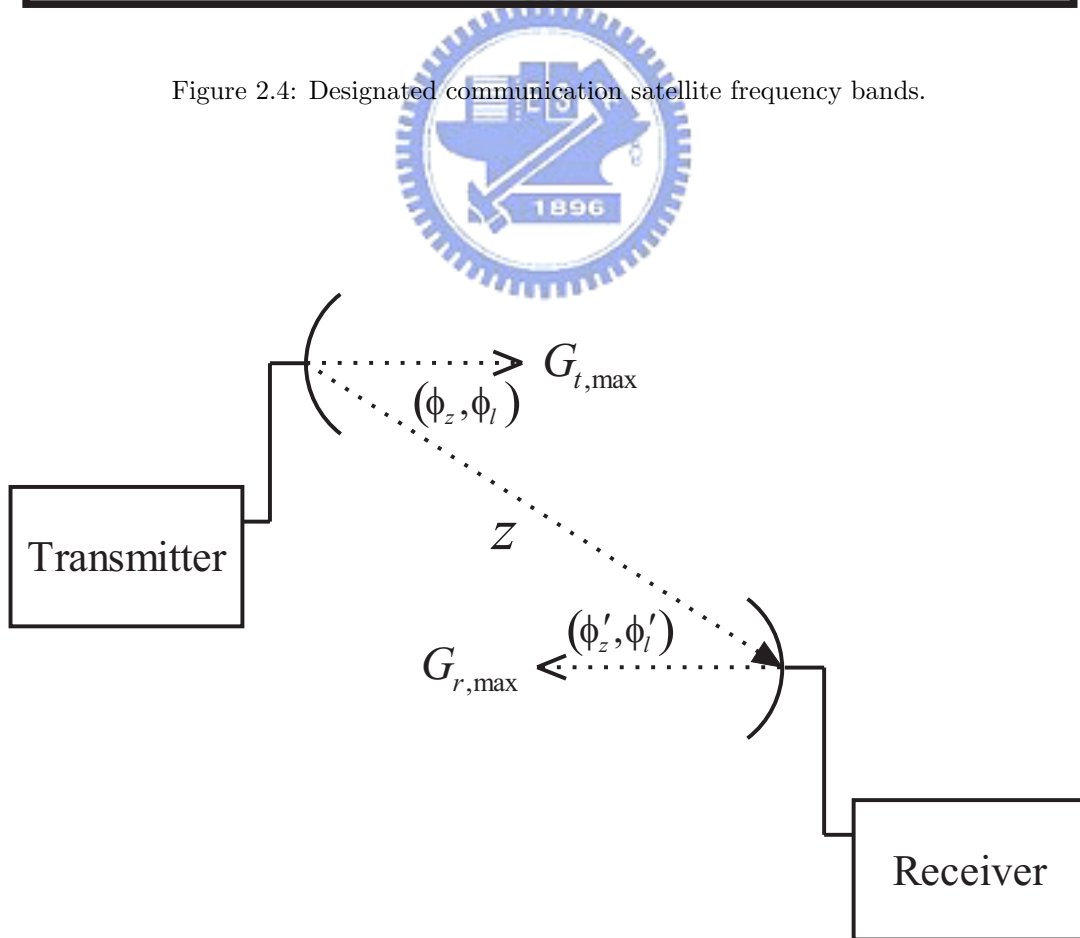 Figure 2.4: Designated communication satellite frequency bands.
E S
1896
G_{t,max}
(ϕ_z,ϕ_l)
Transmitter
z
(ϕ′_z,ϕ′_l)
G_{r,max}
Receiver